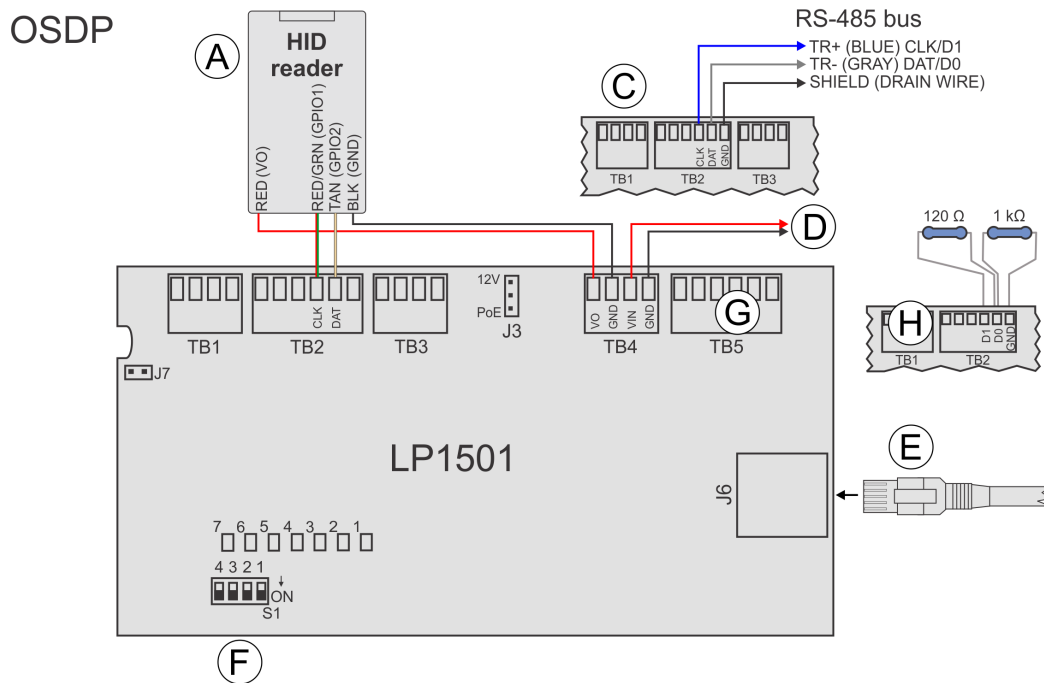 OSDP
A
HID
reader
RED (VO)
RED/GRN (GPIO1)
TAN (GPIO2)
BLK (GND)
RS-485 bus
TR+ (BLUE) CLK/D1
TR- (GRAY) DAT/D0
SHIELD (DRAIN WIRE)
C
CLK
DAT
GND
TB1
TB2
TB3
D
120 Ω
1 kΩ
H
D1
D0
GND
TB1
TB2
CLK
DAT
12V
PoE
J3
VO
GND
VIN
GND
G
TB1
TB2
TB3
TB4
TB5
J7
LP1501
E
J6
7 6 5 4 3 2 1
4 3 2 1
ON
S1
F